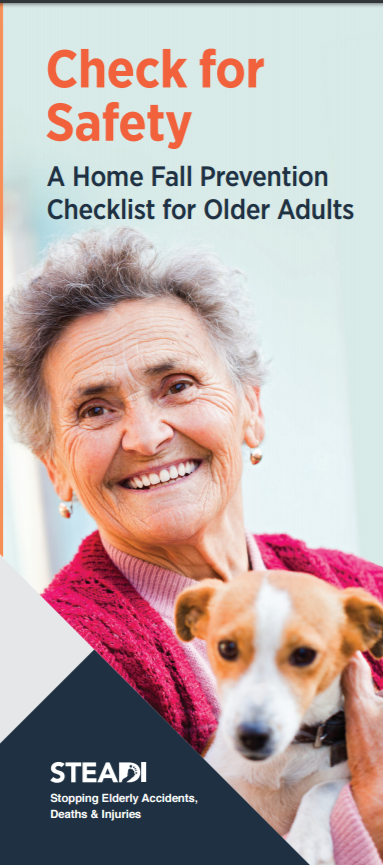 Check for
Safety
A Home Fall Prevention
Checklist for Older Adults
STEADI
Stopping Elderly Accidents,
Deaths & Injuries